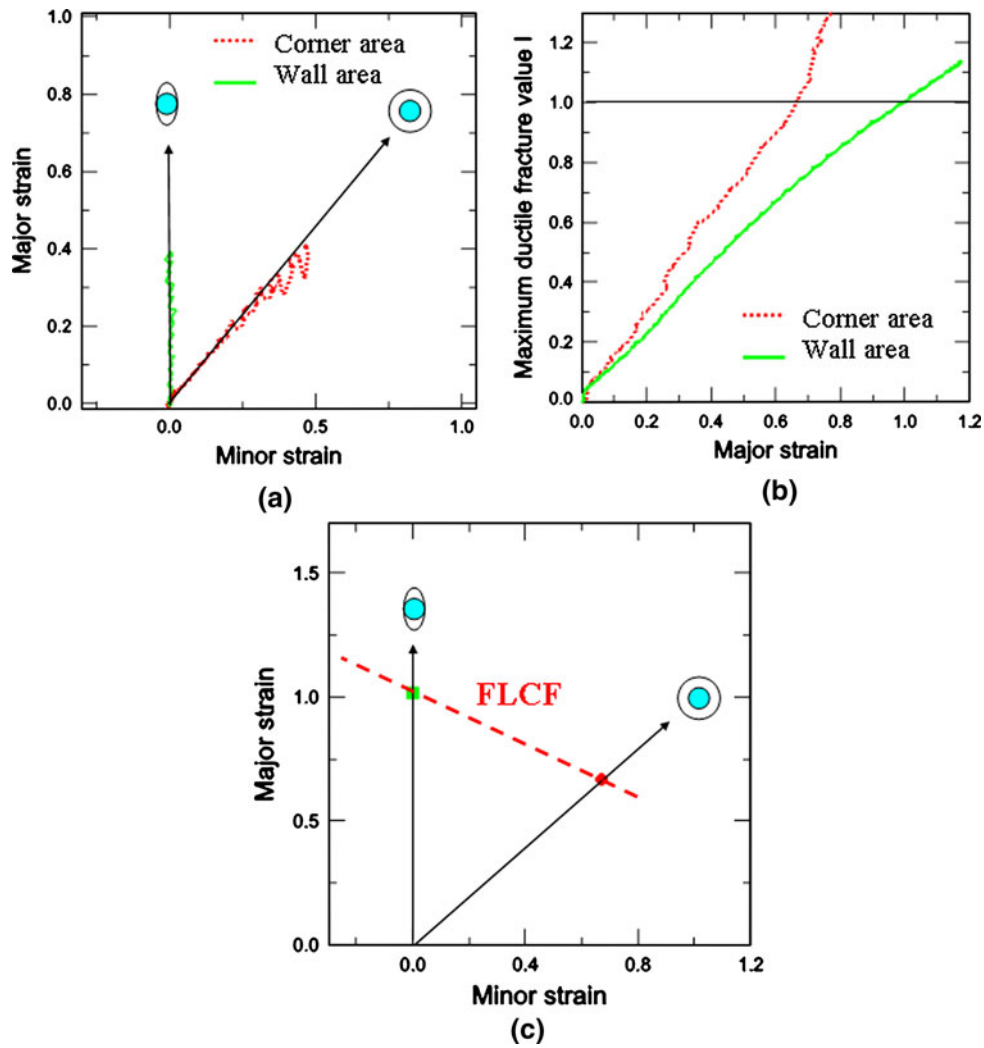 1.0
0.8
0.6
0.4
0.2
0.0
Major strain
Corner area
Wall area
0.0
0.5
1.0
Minor strain
(a)
1.2
1.0
0.8
0.6
0.4
0.2
0.0
Maximum ductile fracture value I
Corner area
Wall area
0.0
0.2
0.4
0.6
0.8
1.0
1.2
Major strain
(b)
1.5
1.0
0.5
0.0
Major strain
FLCF
0.0
0.4
0.8
1.2
Minor strain
(c)